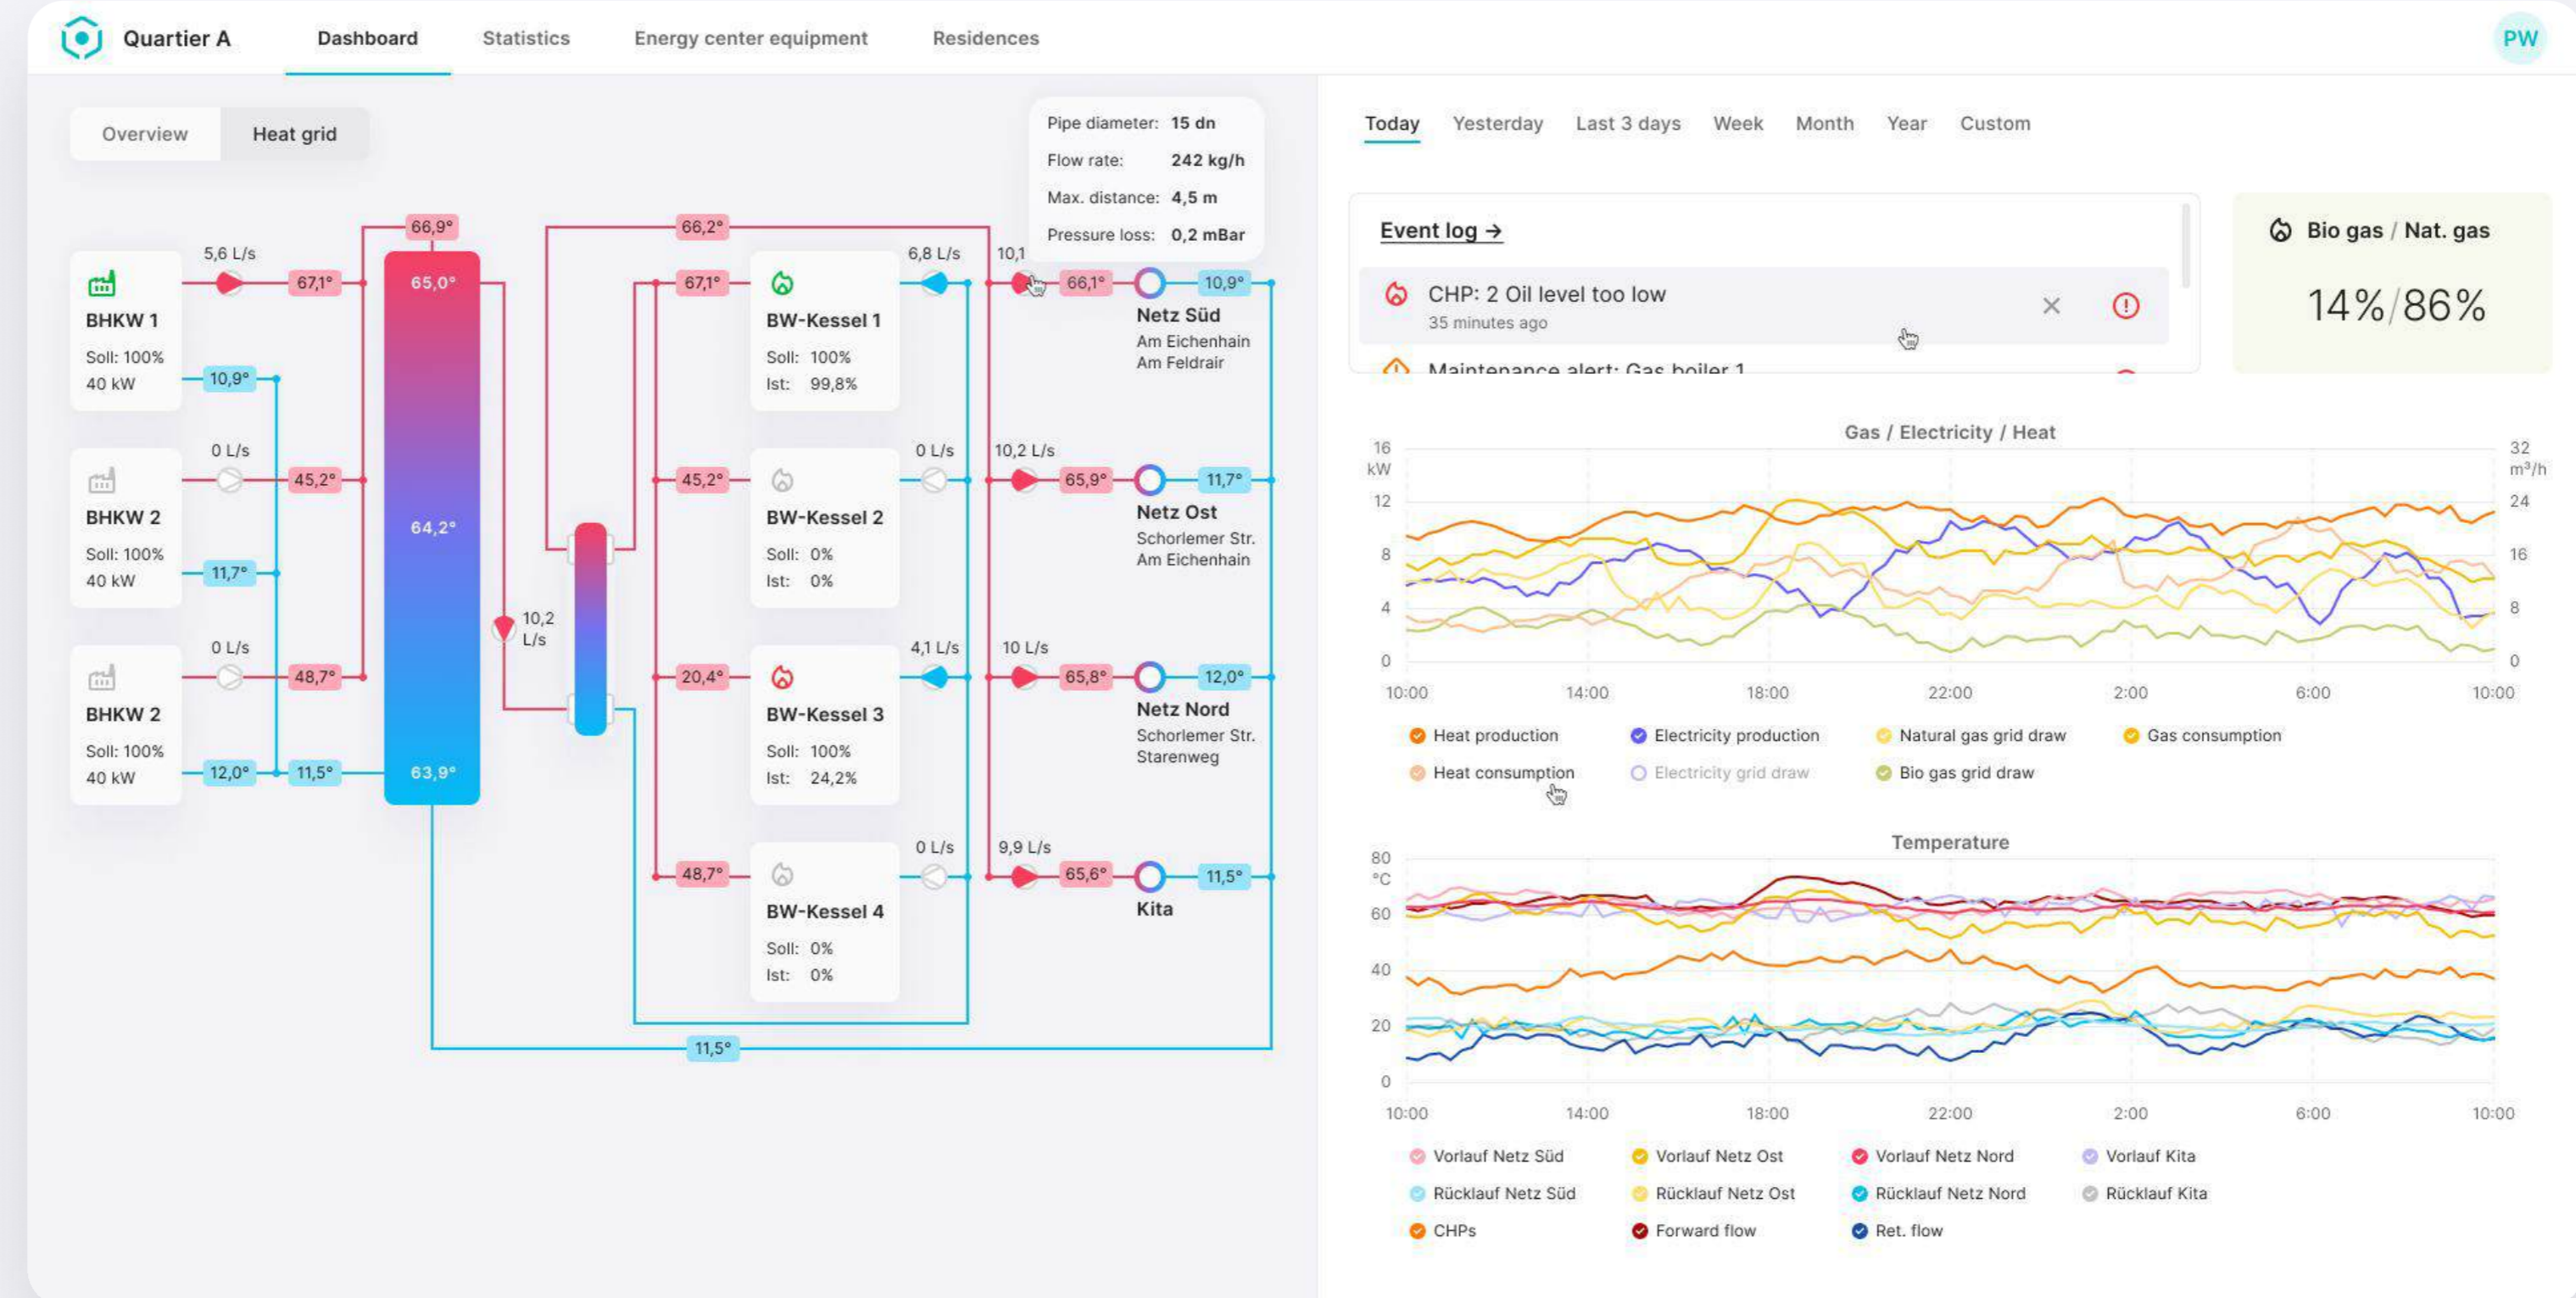 Quartier A
Dashboard
Statistics
Energy center equipment
Residences
PW
Overview
Heat grid
Pipe diameter: 15 dn
Flow rate: 242 kg/h
Max. distance: 4,5 m
Pressure loss: 0,2 mBar
66,9°
66,2°
5,6 L/s
67,1°
BHKW 1
Soll: 100%
40 kW
10,9°
0 L/s
45,2°
BHKW 2
Soll: 100%
40 kW
11,7°
0 L/s
48,7°
BHKW 2
Soll: 100%
40 kW
12,0°
11,5°
65,0°
64,2°
63,9°
10,2
L/s
67,1°
BW-Kessel 1
Soll: 100%
Ist: 99,8%
6,8 L/s
45,2°
BW-Kessel 2
Soll: 0%
Ist: 0%
0 L/s
20,4°
BW-Kessel 3
Soll: 100%
Ist: 24,2%
4,1 L/s
48,7°
BW-Kessel 4
Soll: 0%
Ist: 0%
0 L/s
11,5°
10,1
66,1°
10,9°
Netz Süd
Am Eichenhain
Am Feldrair
10,2 L/s
65,9°
11,7°
Netz Ost
Schorlemer Str.
Am Eichenhain
10 L/s
65,8°
12,0°
Netz Nord
Schorlemer Str.
Starenweg
9,9 L/s
65,6°
11,5°
Kita
Today
Yesterday
Last 3 days
Week
Month
Year
Custom
Event log →
CHP: 2 Oil level too low
35 minutes ago
Maintenance alert: Gas boiler 1
Bio gas / Nat. gas
14%/86%
Gas / Electricity / Heat
16
kW
12
8
4
0
32
m³/h
24
16
8
0
10:00
14:00
18:00
22:00
2:00
6:00
10:00
Heat production
Electricity production
Natural gas grid draw
Gas consumption
Heat consumption
Electricity grid draw
Bio gas grid draw
Temperature
80
°C
60
40
20
0
10:00
14:00
18:00
22:00
2:00
6:00
10:00
Vorlauf Netz Süd
Vorlauf Netz Ost
Vorlauf Netz Nord
Vorlauf Kita
Rücklauf Netz Süd
Rücklauf Netz Ost
Rücklauf Netz Nord
Rücklauf Kita
CHPs
Forward flow
Ret. flow